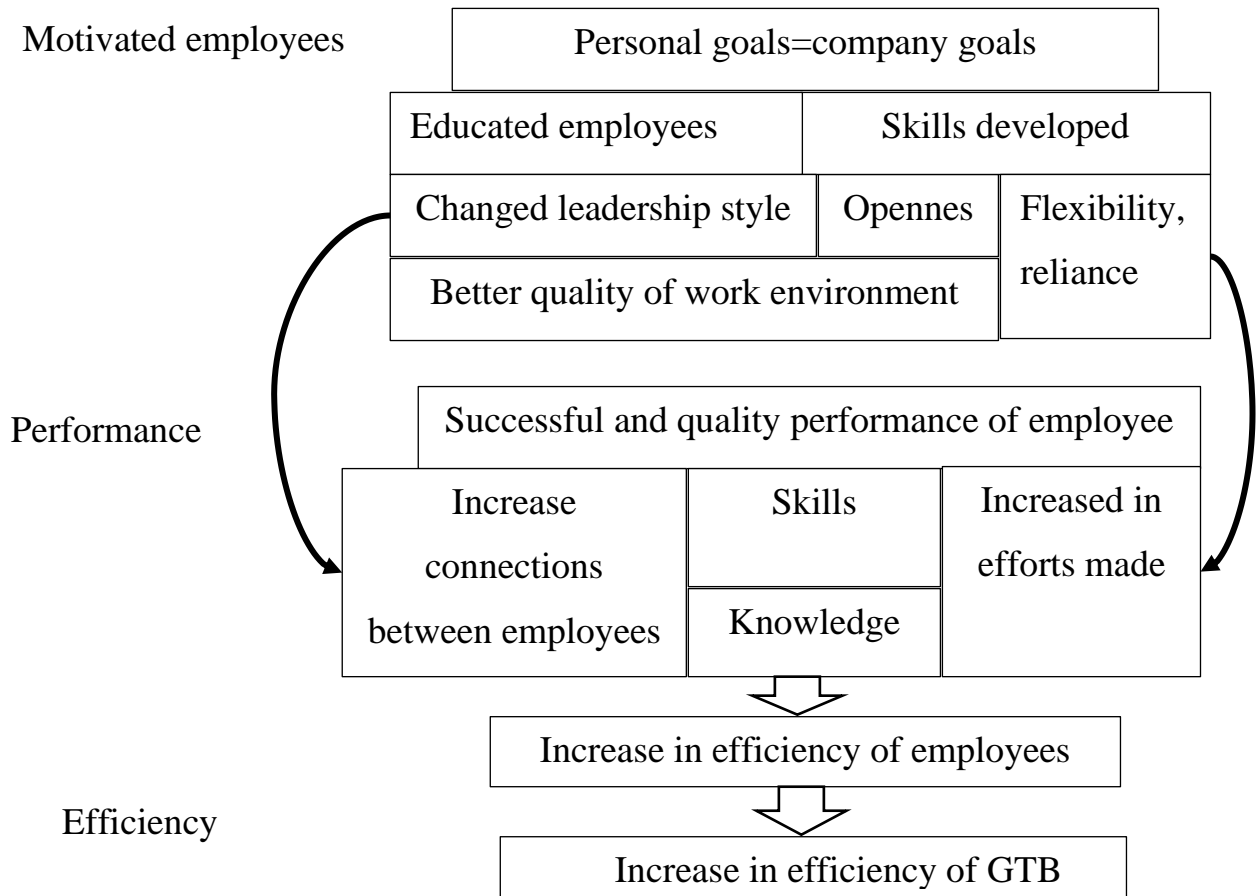 Motivated employees
Personal goals=company goals
Educated employees
Skills developed
Changed leadership style
Opennes
Flexibility,
reliance
Better quality of work environment
Performance
Successful and quality performance of employee
Increase
connections
between employees
Skills
Knowledge
Increased in
efforts made
Increase in efficiency of employees
Efficiency
Increase in efficiency of GTB